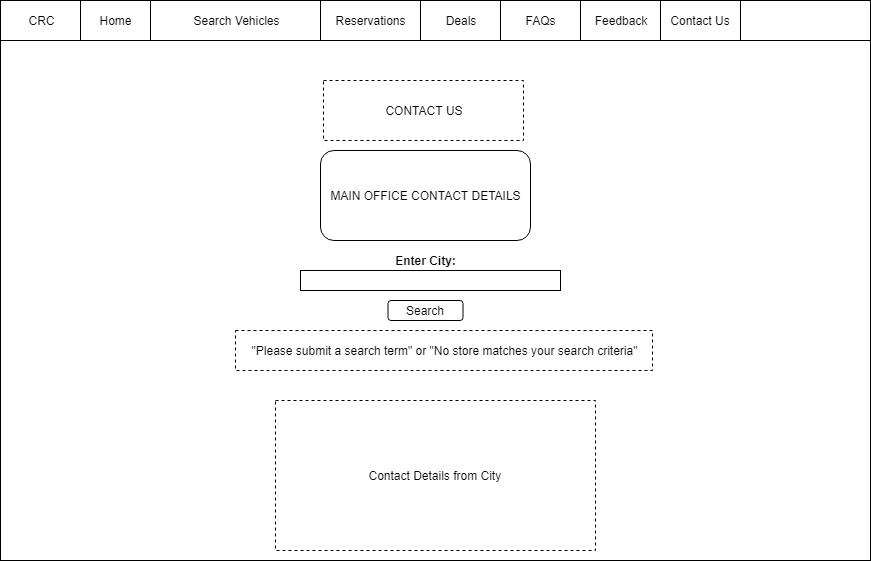 CRC Home Search Vehicles Reservations Deals FAQs Feedback Contact Us
CONTACT US
MAIN OFFICE CONTACT DETAILS
Enter City:
Search
"Please submit a search term" or "No store matches your search criteria"
Contact Details from City